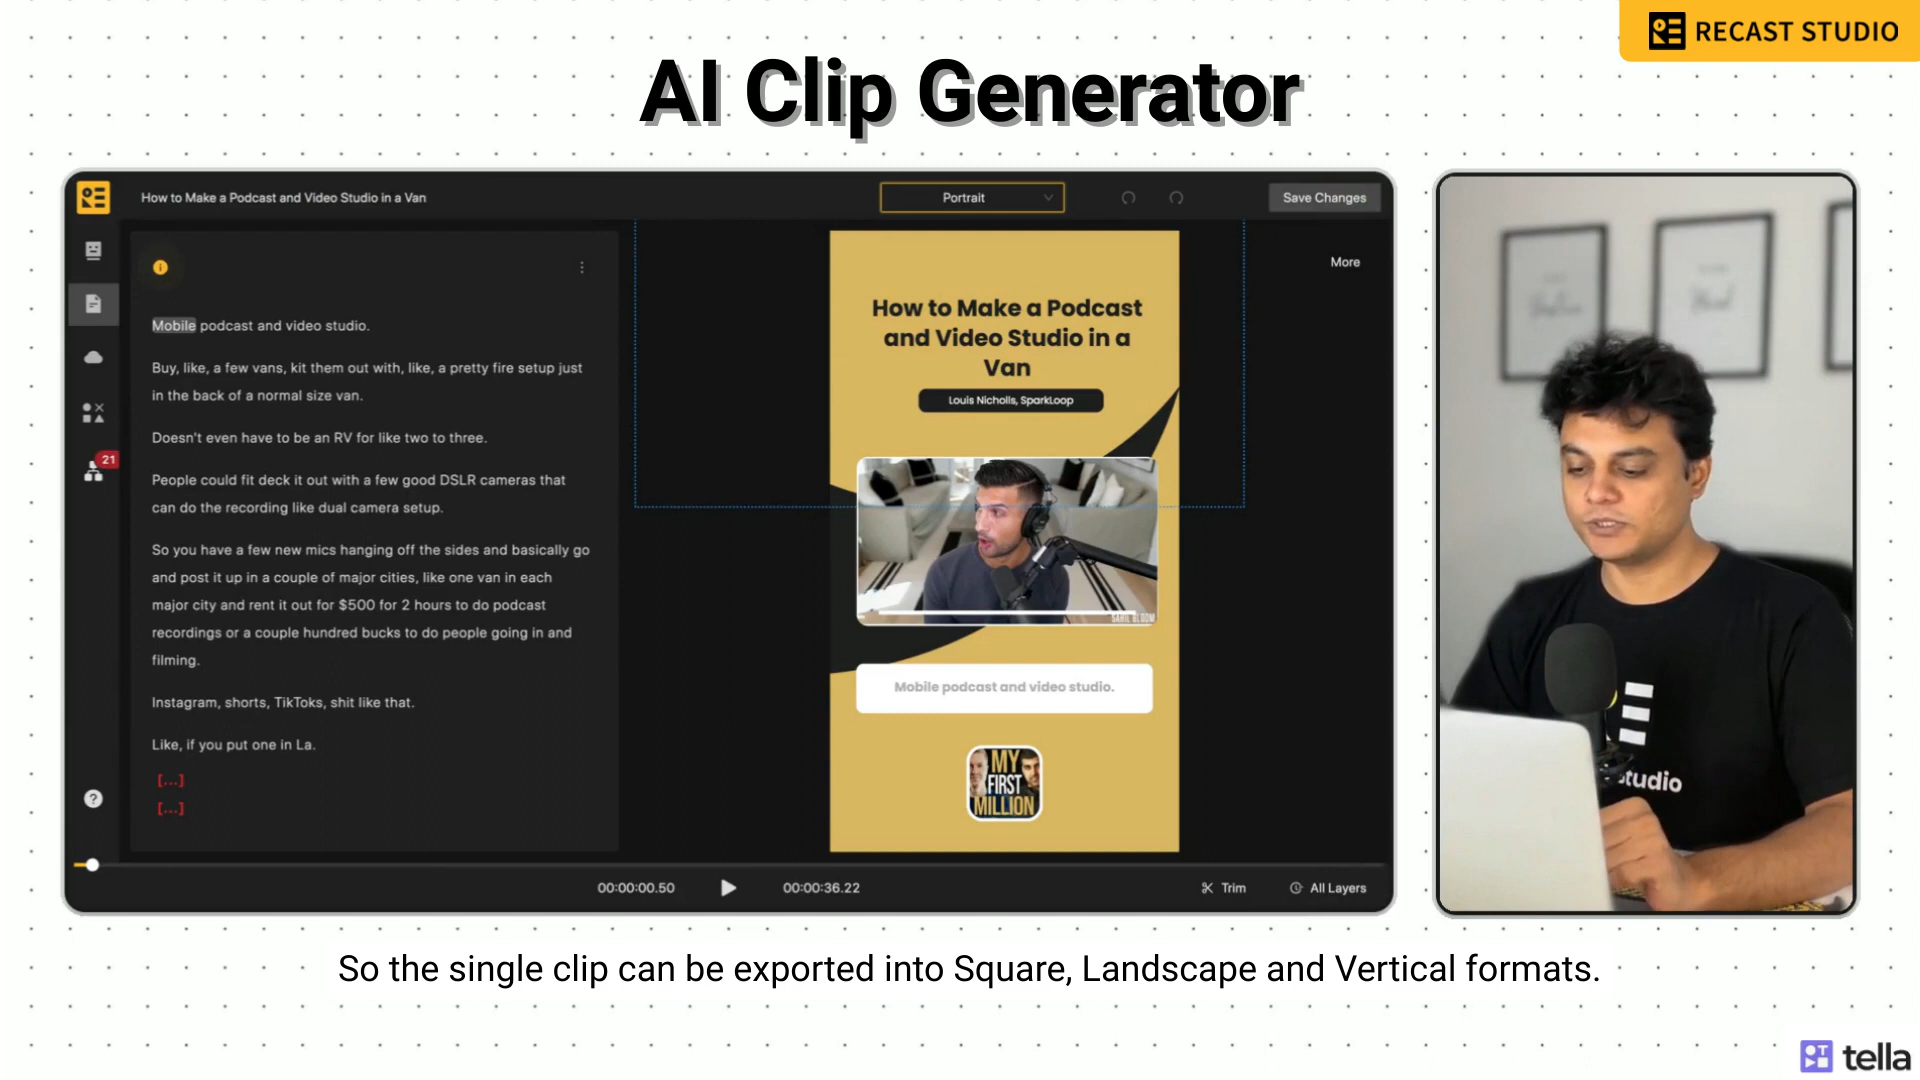 RECAST STUDIO
AI Clip Generator
How to Make a Podcast and Video Studio in a Van
Portrait
Save Changes
More
Mobile podcast and video studio.
Buy, like, a few vans, kit them out with, like, a pretty fire setup just
in the back of a normal size van.
Doesn't even have to be an RV for like two to three.
People could fit deck it out with a few good DSLR cameras that
can do the recording like dual camera setup.
So you have a few new mics hanging off the sides and basically go
and post it up in a couple of major cities, like one van in each
major city and rent it out for $500 for 2 hours to do podcast
recordings or a couple hundred bucks to do people going in and
filming.
Instagram, shorts, TikToks, shit like that.
Like, if you put one in La.
[...]
[...]
21
?
How to Make a Podcast
and Video Studio in a
Van
Louis Nicholls, SparkLoop
SAHIL BLOOM
Mobile podcast and video studio.
MY
FIRST
MILLION
00:00:00.50
00:00:36.22
Trim
All Layers
studio
So the single clip can be exported into Square, Landscape and Vertical formats.
tella